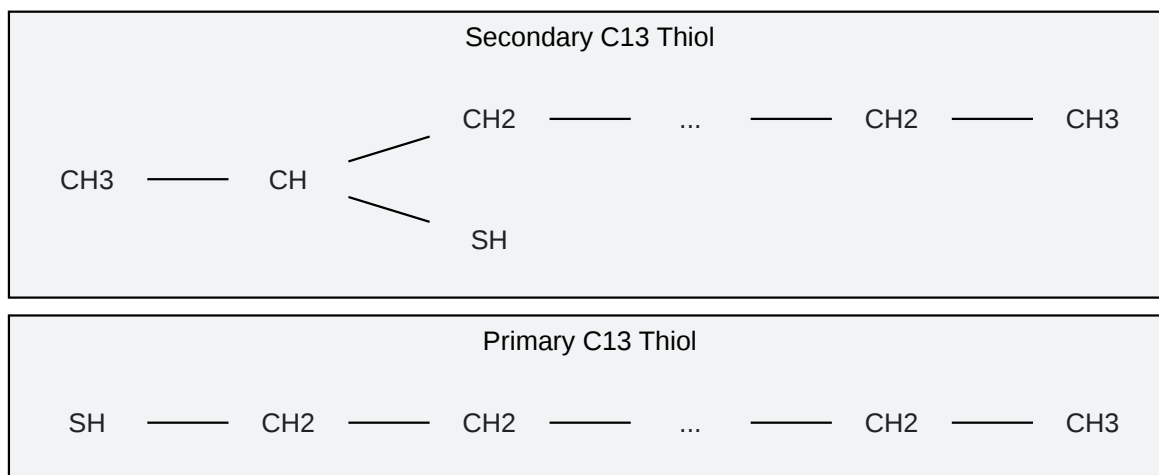 Secondary C13 Thiol
CH2 ... CH2 CH3
CH3 CH
SH
Primary C13 Thiol
SH CH2 CH2 ... CH2 CH3